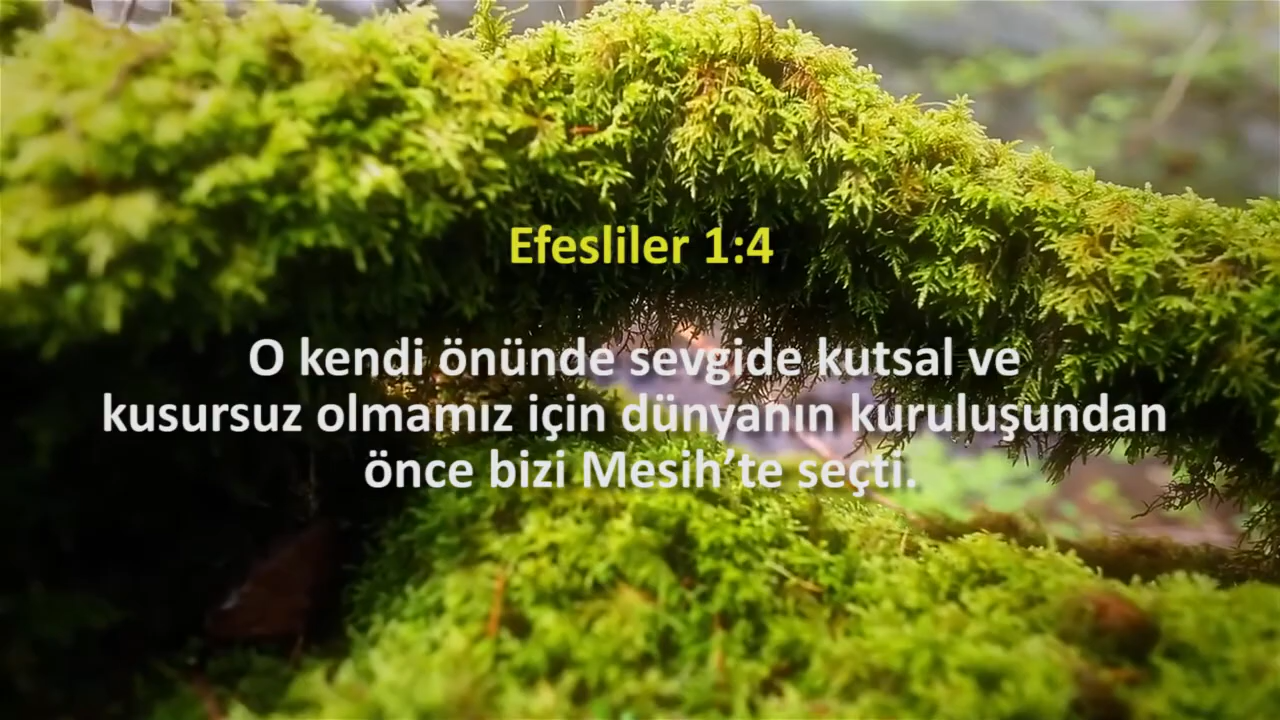 Efesliler 1:4
O kendi önünde sevgide kutsal ve
kusursuz olmamız için dünyanın kuruluşundan
önce bizi Mesih’te seçti.